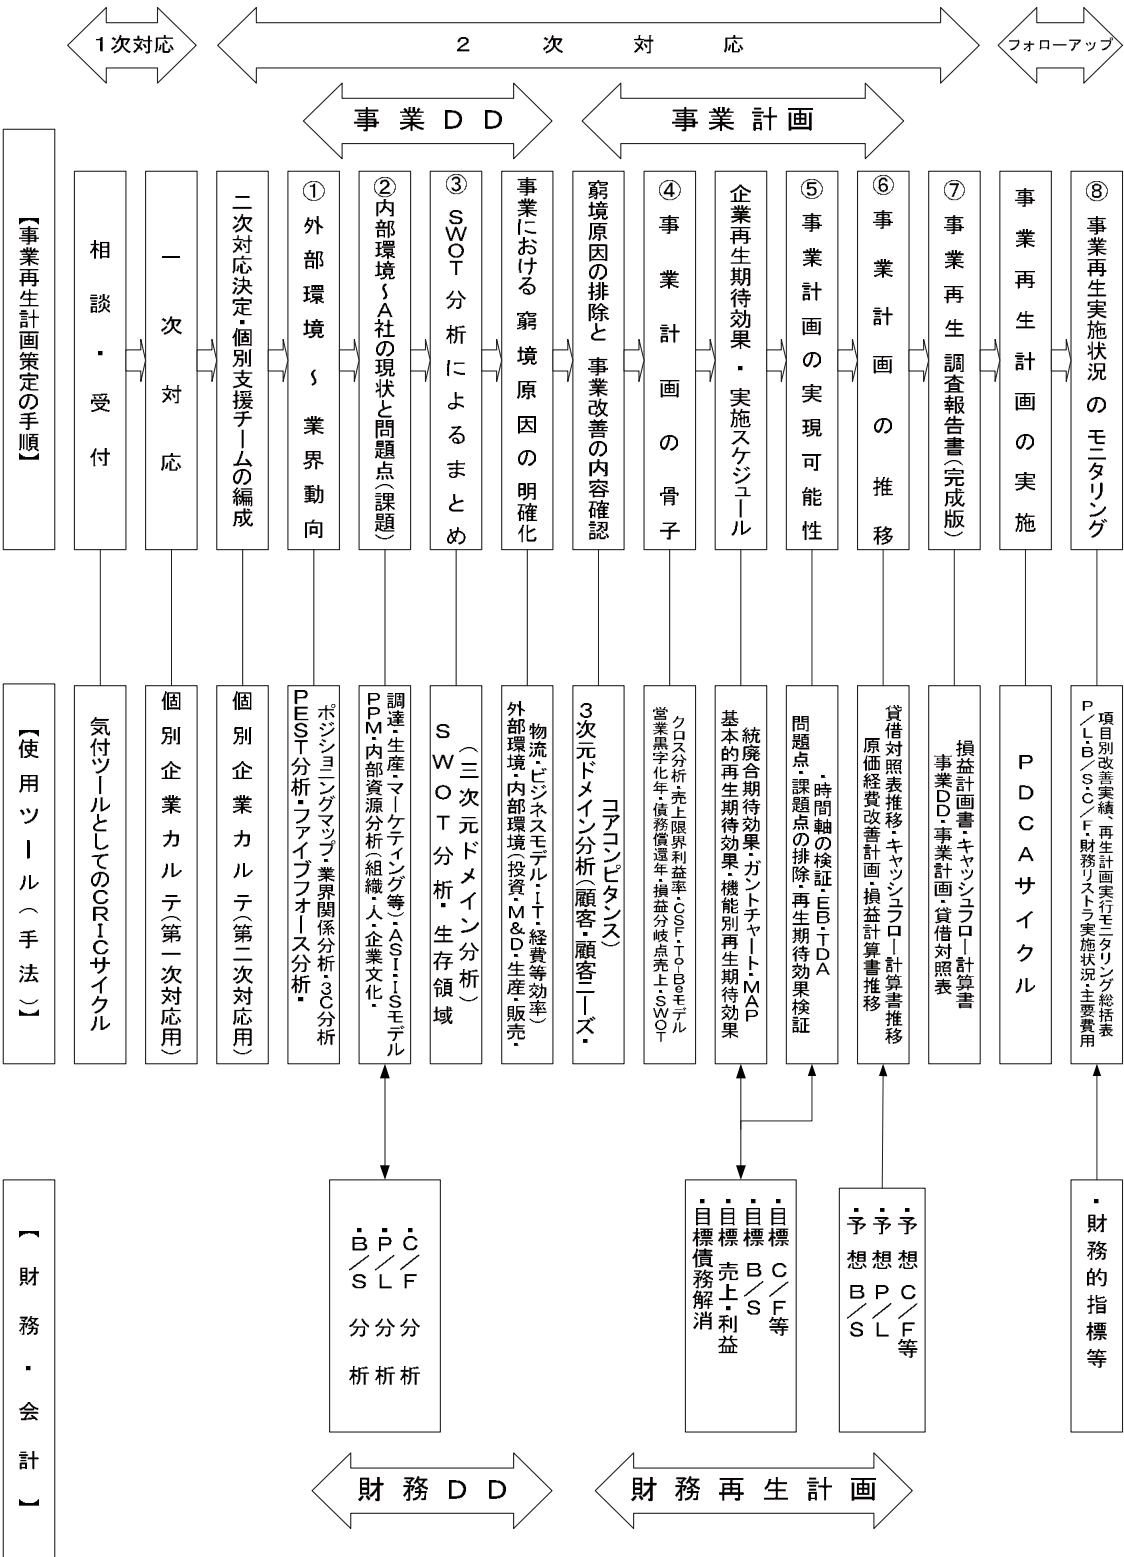 1次対応
2次対応
フォローアップ
事業DD
事業計画
【事業再生計画策定の手順】
相談・受付
一次対応
二次対応決定・個別支援チームの編成
①外部環境～業界動向
②内部環境～A社の現状と問題点(課題)
③SWOT分析によるまとめ
事業における窮境原因の明確化
窮境原因の排除と事業改善の内容確認
④事業計画の骨子
企業再生期待効果・実施スケジュール
⑤事業計画の実現可能性
⑥事業計画の推移
⑦事業再生調査報告書(完成版)
事業再生計画の実施
⑧事業再生実施状況のモニタリング
【使用ツール(手法)】
気付ツールとしてのCRICサイクル
個別企業カルテ(第一次対応用)
個別企業カルテ(第二次対応用)
PEST分析・ファイブフォース分析・
ポジショニングマップ・業界関係分析・3C分析
PPM・内部資源分析(組織・人・企業文化・
調達・生産・マーケティング等)・ASI・ISモデル
SWOT分析・生存領域
(三次元ドメイン分析)
外部環境・内部環境(投資・M&D・生産・販売・
物流・ビジネスモデル・IT・経費等効率)
3次元ドメイン分析(顧客・顧客ニーズ・
コアコンピタンス)
営業黒字化年・債務償還年・損益分岐点売上・SWOT
クロス分析・売上限界利益率・CSF・To-Beモデル
基本的再生期待効果・機能別再生期待効果
統廃合期待効果・ガントチャート・MAP
問題点・課題点の排除・再生期待効果検証
・時間軸の検証・EB・TDA
原価経費改善計画・損益計算書推移
貸借対照表推移・キャッシュフロー計算書推移
事業DD・事業計画・貸借対照表
損益計画書・キャッシュフロー計算書
PDCAサイクル
P/L・B/S・C/F・財務リストラ実施状況・主要費用
項目別改善実績、再生計画実行モニタリング総括表
【財務・会計】
・B/S分析
・P/L分析
・C/F分析
・目標債務解消
・目標売上・利益
・目標B/S
・目標C/F等
・予想B/S
・予想P/L
・予想C/F等
・財務的指標等
財務DD
財務再生計画